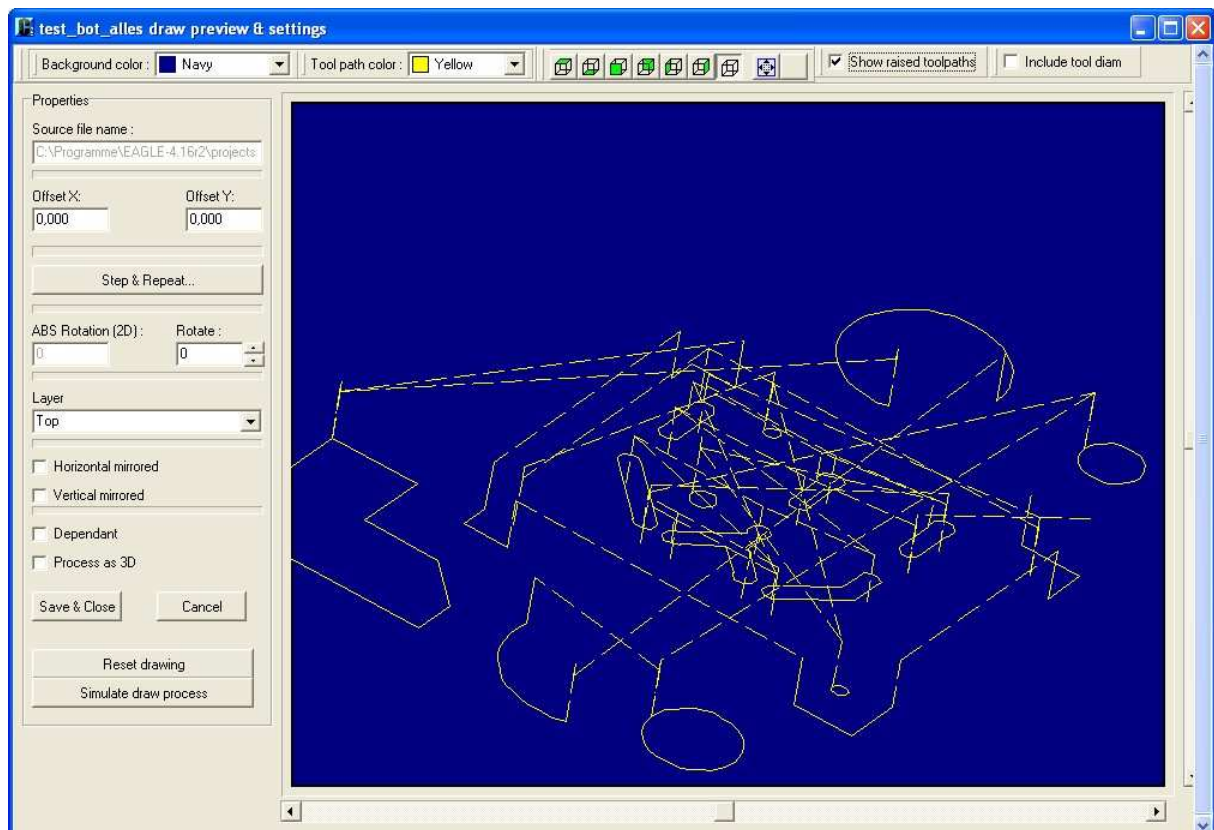 test_bot_alles draw preview & settings
Background color : Navy Tool path color : Yellow Show raised toolpaths Include tool diam
Properties
Source file name :
C:\Programme\EAGLE-4.16r2\projects
Offset X: Offset Y:
0,000 0,000
Step & Repeat...
ABS Rotation (2D) : Rotate :
0 0
Layer
Top
Horizontal mirrored
Vertical mirrored
Dependant
Process as 3D
Save & Close Cancel
Reset drawing
Simulate draw process